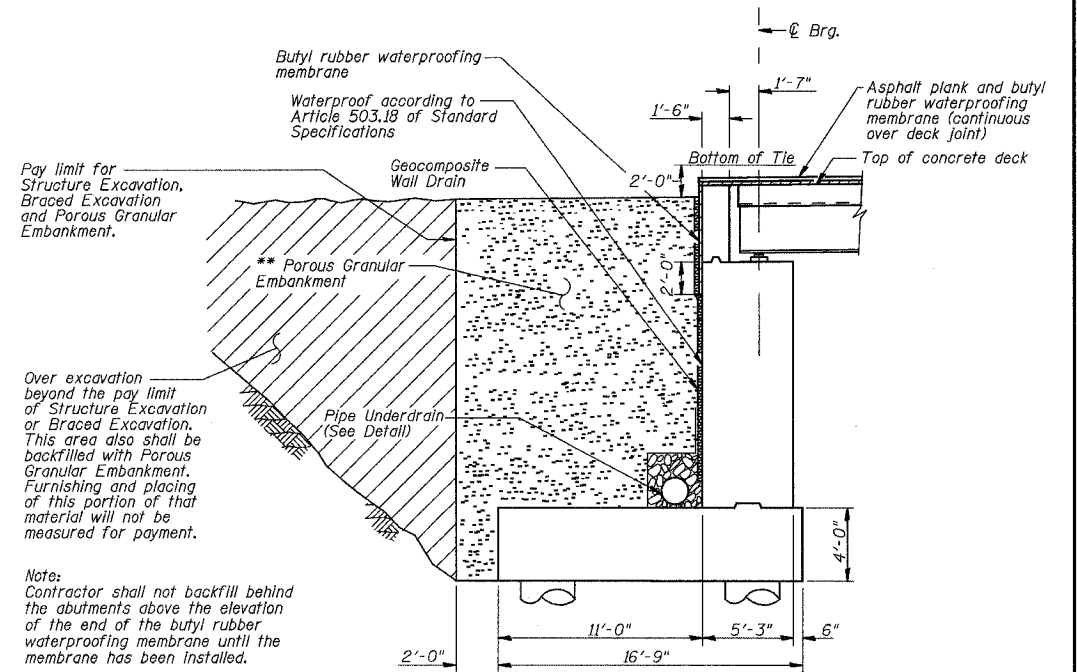 ℄ Brg.
Butyl rubber waterproofing
membrane
1'-7"
Asphalt plank and butyl
rubber waterproofing
membrane (continuous
over deck joint)
Waterproof according to
Article 503.18 of Standard
Specifications
1'-6"
Bottom of Tie
Top of concrete deck
Geocomposite
Wall Drain
2'-0"
Pay limit for
Structure Excavation,
Braced Excavation
and Porous Granular
Embankment.
** Porous Granular
Embankment
2'-0"
Over excavation
beyond the pay limit
of Structure Excavation
or Braced Excavation.
This area also shall be
backfilled with Porous
Granular Embankment.
Furnishing and placing
of this portion of that
material will not be
measured for payment.
Pipe Underdrain
(See Detail)
4'-0"
Note:
Contractor shall not backfill behind
the abutments above the elevation
of the end of the butyl rubber
waterproofing membrane until the
membrane has been installed.
11'-0"
5'-3"
6"
2'-0"
16'-9"